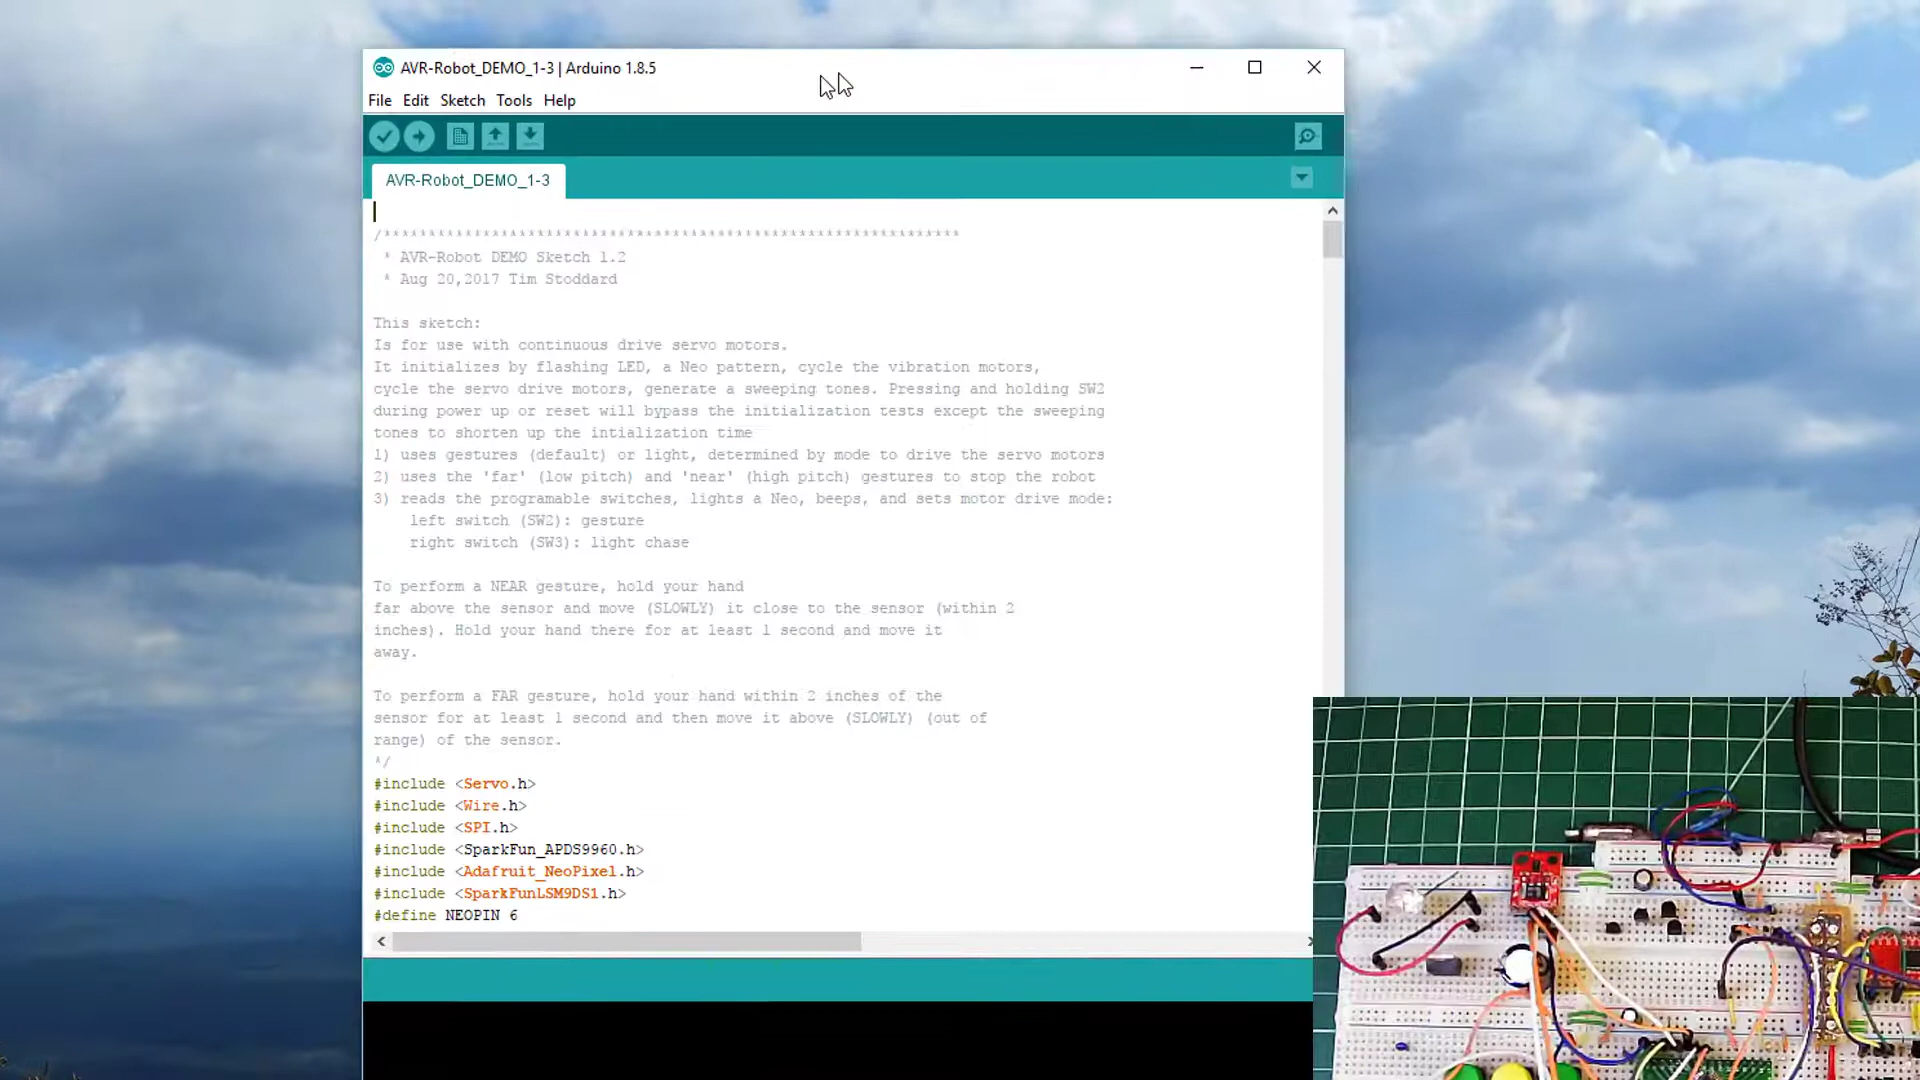 AVR-Robot_DEMO_1-3 | Arduino 1.8.5
File Edit Sketch Tools Help
AVR-Robot_DEMO_1-3
/***************************************************************
* AVR-Robot DEMO Sketch 1.2
* Aug 20,2017 Tim Stoddard
This sketch:
Is for use with continuous drive servo motors.
It initializes by flashing LED, a Neo pattern, cycle the vibration motors,
cycle the servo drive motors, generate a sweeping tones. Pressing and holding SW2
during power up or reset will bypass the initialization tests except the sweeping
tones to shorten up the intialization time
1) uses gestures (default) or light, determined by mode to drive the servo motors
2) uses the 'far' (low pitch) and 'near' (high pitch) gestures to stop the robot
3) reads the programable switches, lights a Neo, beeps, and sets motor drive mode:
left switch (SW2): gesture
right switch (SW3): light chase
To perform a NEAR gesture, hold your hand
far above the sensor and move (SLOWLY) it close to the sensor (within 2
inches). Hold your hand there for at least 1 second and move it
away.
To perform a FAR gesture, hold your hand within 2 inches of the
sensor for at least 1 second and then move it above (SLOWLY) (out of
range) of the sensor.
*/
#include <Servo.h>
#include <Wire.h>
#include <SPI.h>
#include <SparkFun_APDS9960.h>
#include <Adafruit_NeoPixel.h>
#include <SparkFunLSM9DS1.h>
#define NEOPIN 6